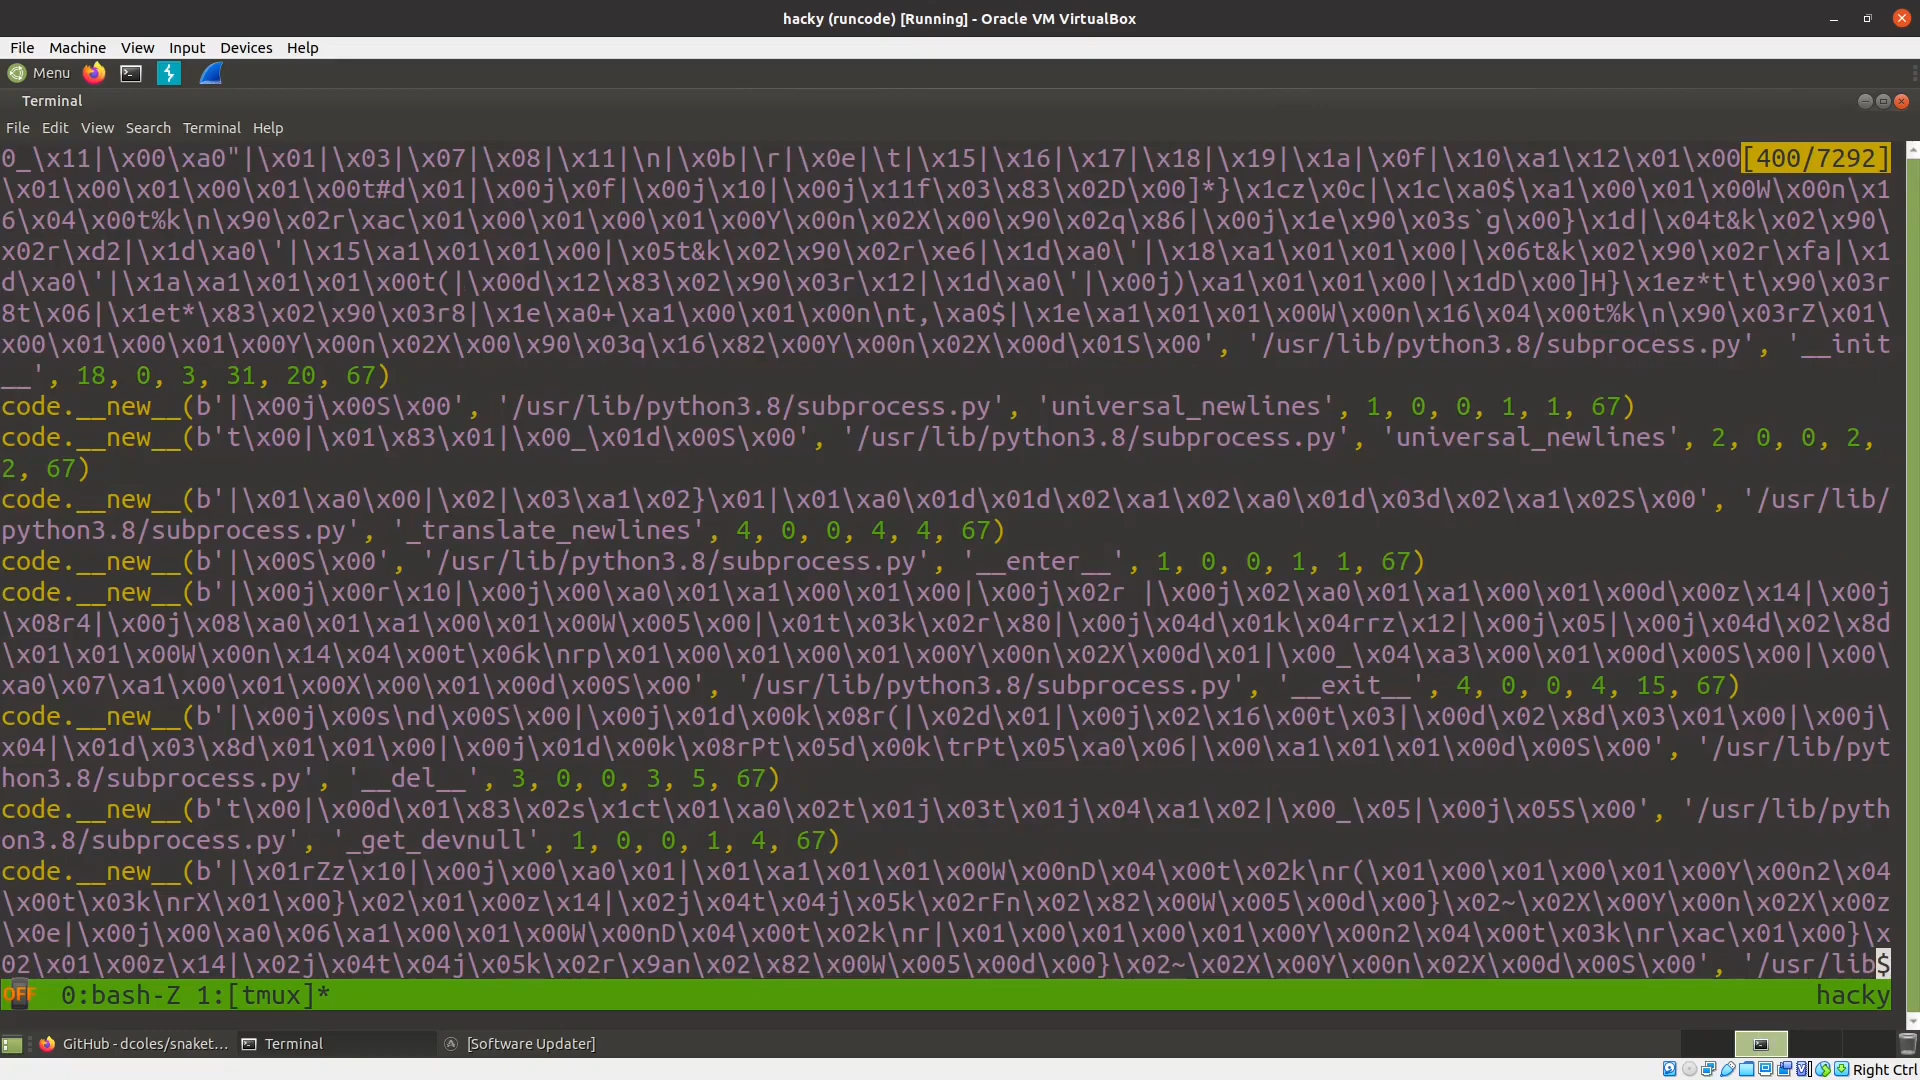 hacky (runcode) [Running] - Oracle VM VirtualBox
File Machine View Input Devices Help
Menu
Terminal
File Edit View Search Terminal Help
0_\x11|\x00\xa0"|\x01|\x03|\x07|\x08|\x11|\n|\x0b|\r|\x0e|\t|\x15|\x16|\x17|\x18|\x19|\x1a|\x0f|\x10\xa1\x12\x01\x00[400/7292]
\x01\x00\x01\x00\x01\x00t#d\x01|\x00j\x0f|\x00j\x10|\x00j\x11f\x03\x83\x02D\x00]*}\x1cz\x0c|\x1c\xa0$\xa1\x00\x01\x00W\x00n\x1
6\x04\x00t%k\n\x90\x02r\xac\x01\x00\x01\x00\x01\x00Y\x00n\x02X\x00\x90\x02q\x86|\x00j\x1e\x90\x03s`g\x00}\x1d|\x04t&k\x02\x90\
x02r\xd2|\x1d\xa0\'|\x15\xa1\x01\x01\x00|\x05t&k\x02\x90\x02r\xe6|\x1d\xa0\'|\x18\xa1\x01\x01\x00|\x06t&k\x02\x90\x02r\xfa|\x1
d\xa0\'|\x1a\xa1\x01\x01\x00t(|\x00d\x12\x83\x02\x90\x03r\x12|\x1d\xa0\'|\x00j)\xa1\x01\x01\x00|\x1dD\x00]H}\x1ez*t\t\x90\x03r
8t\x06|\x1et*\x83\x02\x90\x03r8|\x1e\xa0+\xa1\x00\x01\x00n\nt,\xa0$|\x1e\xa1\x01\x01\x00W\x00n\x16\x04\x00t%k\n\x90\x03rZ\x01\
x00\x01\x00\x01\x00Y\x00n\x02X\x00\x90\x03q\x16\x82\x00Y\x00n\x02X\x00d\x01S\x00', '/usr/lib/python3.8/subprocess.py', '__init
__', 18, 0, 3, 31, 20, 67)
code.__new__(b'|\x00j\x00S\x00', '/usr/lib/python3.8/subprocess.py', 'universal_newlines', 1, 0, 0, 1, 1, 67)
code.__new__(b't\x00|\x01\x83\x01|\x00_\x01d\x00S\x00', '/usr/lib/python3.8/subprocess.py', 'universal_newlines', 2, 0, 0, 2,
2, 67)
code.__new__(b'|\x01\xa0\x00|\x02|\x03\xa1\x02}\x01|\x01\xa0\x01d\x01d\x02\xa1\x02\xa0\x01d\x03d\x02\xa1\x02S\x00', '/usr/lib/
python3.8/subprocess.py', '_translate_newlines', 4, 0, 0, 4, 4, 67)
code.__new__(b'|\x00S\x00', '/usr/lib/python3.8/subprocess.py', '__enter__', 1, 0, 0, 1, 1, 67)
code.__new__(b'|\x00j\x00r\x10|\x00j\x00\xa0\x01\xa1\x00\x01\x00|\x00j\x02r |\x00j\x02\xa0\x01\xa1\x00\x01\x00d\x00z\x14|\x00j
\x08r4|\x00j\x08\xa0\x01\xa1\x00\x01\x00W\x005\x00|\x01t\x03k\x02r\x80|\x00j\x04d\x01k\x04rrz\x12|\x00j\x05|\x00j\x04d\x02\x8d
\x01\x01\x00W\x00n\x14\x04\x00t\x06k\nrp\x01\x00\x01\x00\x01\x00Y\x00n\x02X\x00d\x01|\x00_\x04\xa3\x00\x01\x00d\x00S\x00|\x00\
xa0\x07\xa1\x00\x01\x00X\x00\x01\x00d\x00S\x00', '/usr/lib/python3.8/subprocess.py', '__exit__', 4, 0, 0, 4, 15, 67)
code.__new__(b'|\x00j\x00s\nd\x00S\x00|\x00j\x01d\x00k\x08r(|\x02d\x01|\x00j\x02\x16\x00t\x03|\x00d\x02\x8d\x03\x01\x00|\x00j\
x04|\x01d\x03\x8d\x01\x01\x00|\x00j\x01d\x00k\x08rPt\x05d\x00k\trPt\x05\xa0\x06|\x00\xa1\x01\x01\x00d\x00S\x00', '/usr/lib/pyt
hon3.8/subprocess.py', '__del__', 3, 0, 0, 3, 5, 67)
code.__new__(b't\x00|\x00d\x01\x83\x02s\x1ct\x01\xa0\x02t\x01j\x03t\x01j\x04\xa1\x02|\x00_\x05|\x00j\x05S\x00', '/usr/lib/pyth
on3.8/subprocess.py', '_get_devnull', 1, 0, 0, 1, 4, 67)
code.__new__(b'|\x01rZz\x10|\x00j\x00\xa0\x01|\x01\xa1\x01\x01\x00W\x00nD\x04\x00t\x02k\nr(\x01\x00\x01\x00\x01\x00Y\x00n2\x04
\x00t\x03k\nrX\x01\x00}\x02\x01\x00z\x14|\x02j\x04t\x04j\x05k\x02rFn\x02\x82\x00W\x005\x00d\x00}\x02~\x02X\x00Y\x00n\x02X\x00z
\x0e|\x00j\x00\xa0\x06\xa1\x00\x01\x00W\x00nD\x04\x00t\x02k\nr|\x01\x00\x01\x00\x01\x00Y\x00n2\x04\x00t\x03k\nr\xac\x01\x00}\x
02\x01\x00z\x14|\x02j\x04t\x04j\x05k\x02r\x9an\x02\x82\x00W\x005\x00d\x00}\x02~\x02X\x00Y\x00n\x02X\x00d\x00S\x00', '/usr/lib$
OFF 0:bash-Z 1:[tmux]* hacky
GitHub - dcoles/snaket... Terminal [Software Updater]
Right Ctrl